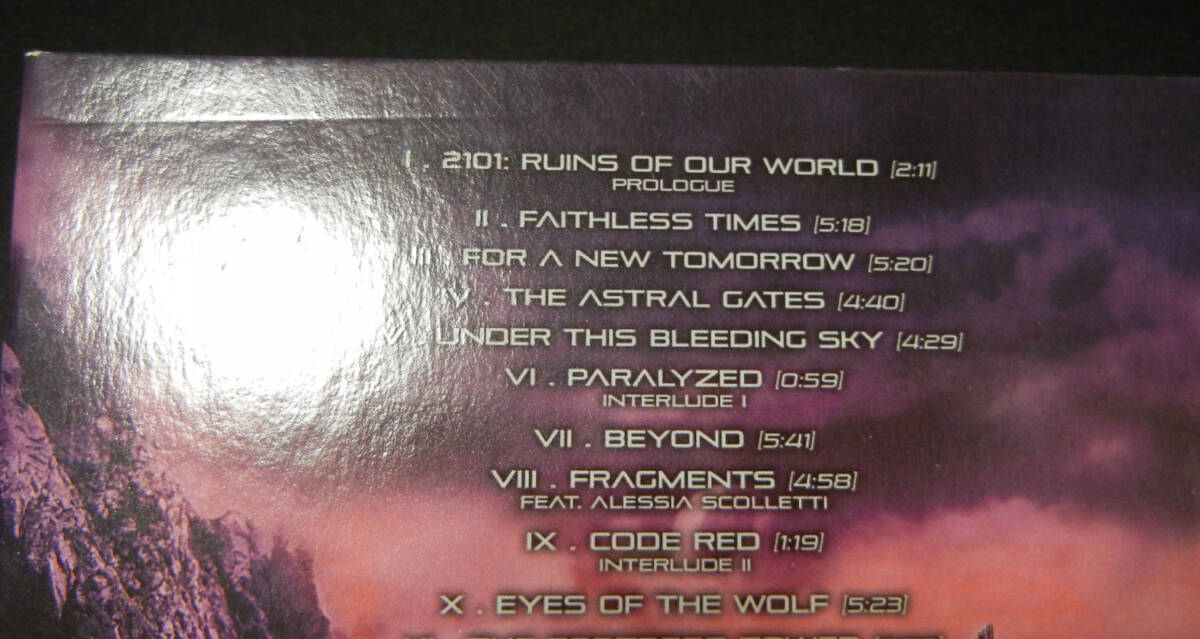 I . 2101: RUINS OF OUR WORLD [2:11]
PROLOGUE
II . FAITHLESS TIMES [5:18]
III . FOR A NEW TOMORROW [5:20]
IV . THE ASTRAL GATES [4:40]
V . UNDER THIS BLEEDING SKY [4:29]
VI . PARALYZED [0:59]
INTERLUDE I
VII . BEYOND [5:41]
VIII . FRAGMENTS [4:58]
FEAT. ALESSIA SCOLLETTI
IX . CODE RED [1:19]
INTERLUDE II
X . EYES OF THE WOLF [5:23]